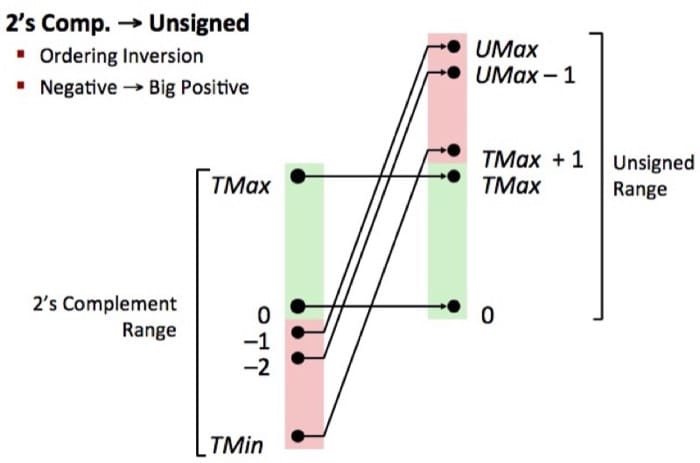 2's Comp. → Unsigned
▪ Ordering Inversion
▪ Negative → Big Positive
UMax
UMax – 1
TMax + 1
TMax
Unsigned
Range
TMax
2's Complement
Range
0
–1
–2
TMin
0